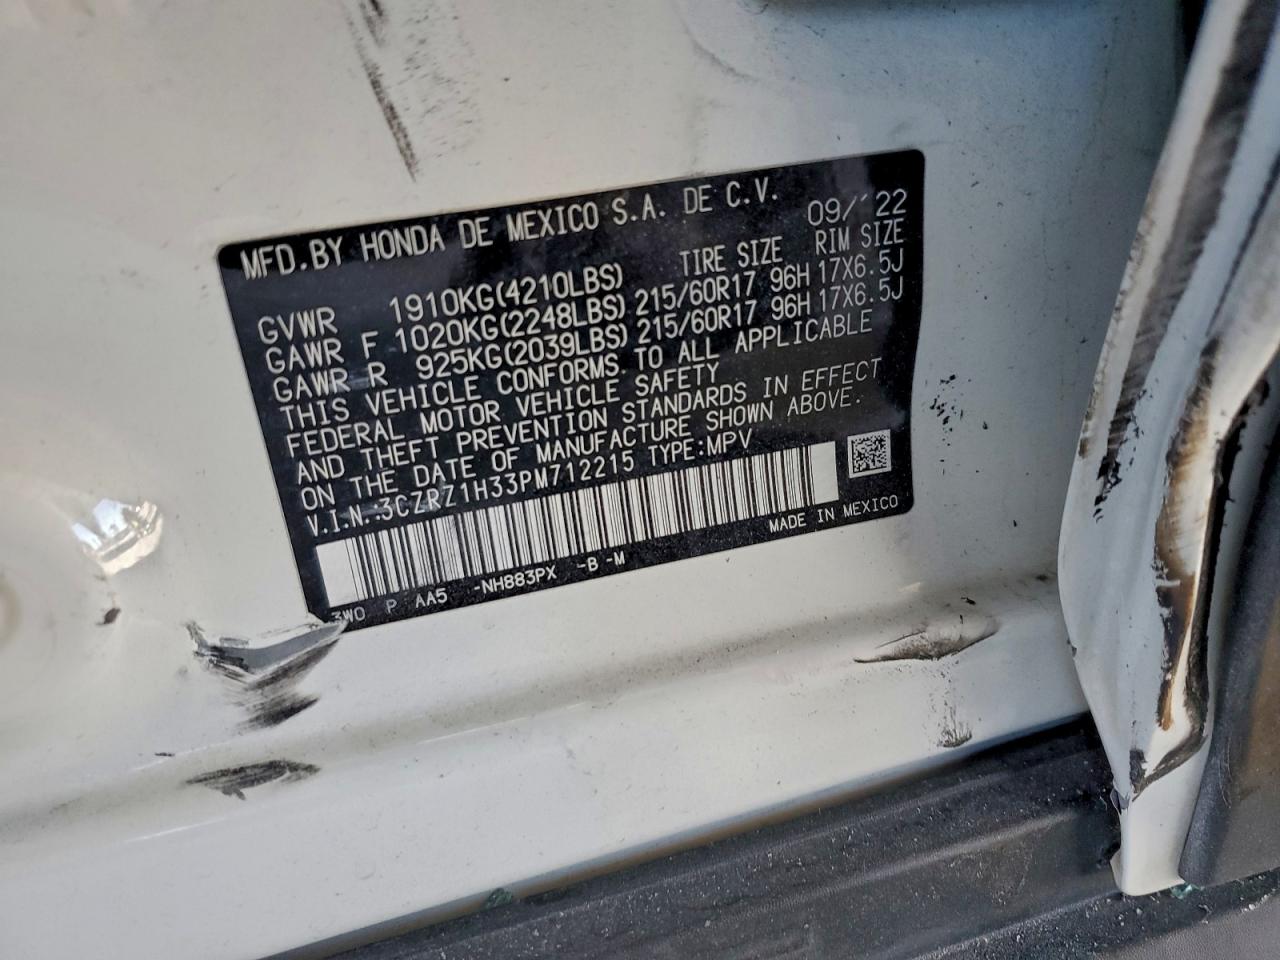 MFD. BY HONDA DE MEXICO S.A. DE C.V. 09/'22
GVWR 1910KG(4210LBS) TIRE SIZE RIM SIZE
GAWR F 1020KG(2248LBS) 215/60R17 96H 17X6.5J
GAWR R 925KG(2039LBS) 215/60R17 96H 17X6.5J
THIS VEHICLE CONFORMS TO ALL APPLICABLE
FEDERAL MOTOR VEHICLE SAFETY
AND THEFT PREVENTION STANDARDS IN EFFECT
ON THE DATE OF MANUFACTURE SHOWN ABOVE.
V.I.N.:3CZRZ1H33PM712215 TYPE:MPV
3W0 P AA5 -NH883PX -B -M MADE IN MEXICO